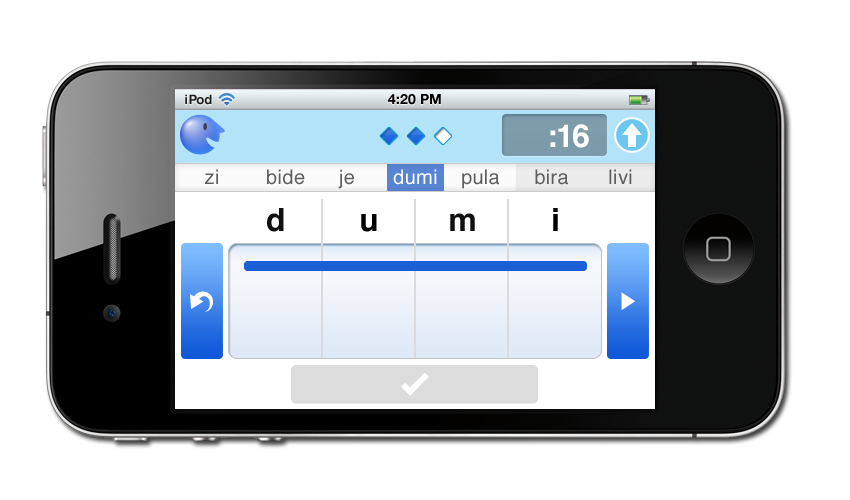 iPod 4:20 PM
:16
zi bide je dumi pula bira livi
d u m i